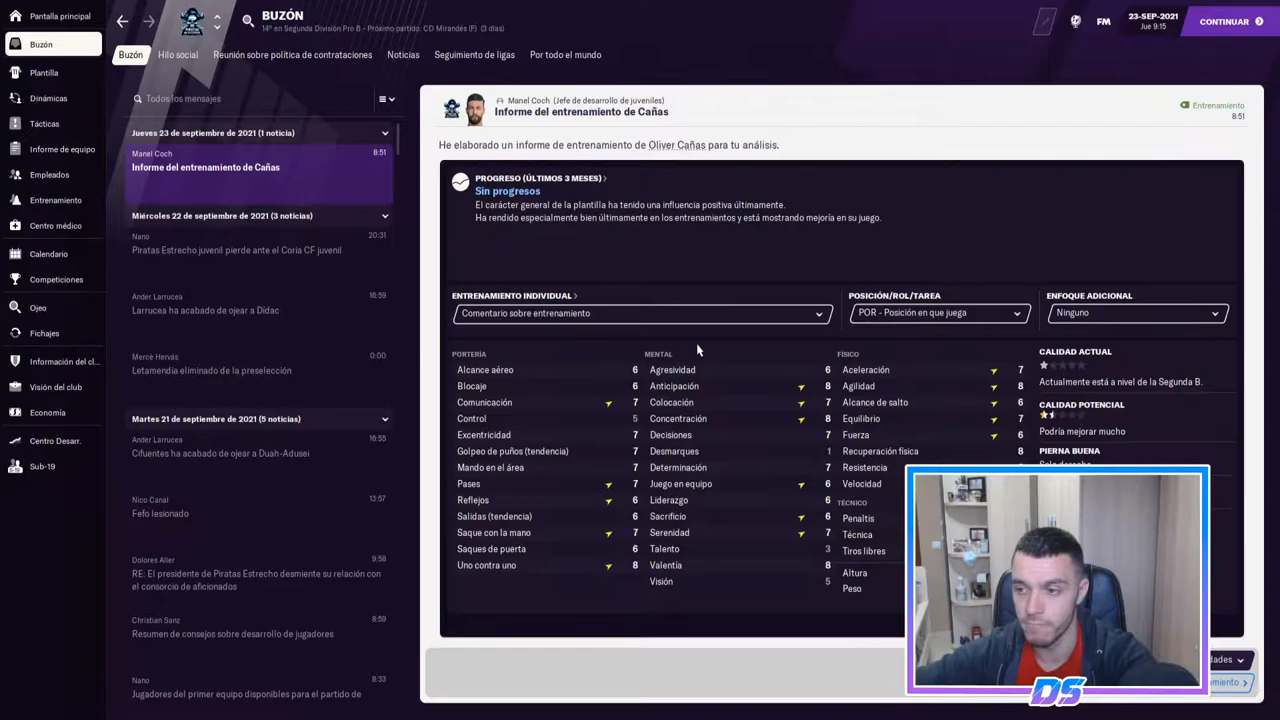 Pantalla principal
Buzón
Plantilla
Dinámicas
Tácticas
Informe de equipo
Empleados
Entrenamiento
Centro médico
Calendario
Competiciones
Ojeo
Fichajes
Información del cl...
Visión del club
Economía
Centro Desarr.
Sub-19
BUZÓN
14º en Segunda División Pro-B - Próximo partido: CD Mirandés (F) (3 días)
FM
23-SEP-2021
Jue 9:15
CONTINUAR
Buzón
Hilo social
Reunión sobre política de contrataciones
Noticias
Seguimiento de ligas
Por todo el mundo
Todos los mensajes
Jueves 23 de septiembre de 2021 (1 noticia)
Manel Coch 8:51
Informe del entrenamiento de Cañas
Miércoles 22 de septiembre de 2021 (3 noticias)
Nano 20:31
Piratas Estrecho juvenil pierde ante el Coria CF juvenil
Ander Larrucea 16:59
Larrucea ha acabado de ojear a Dídac
Mercè Hervás 0:00
Letamendia eliminado de la preselección
Martes 21 de septiembre de 2021 (5 noticias)
Ander Larrucea 16:55
Cifuentes ha acabado de ojear a Duah-Adusei
Nico Canal 13:57
Fefo lesionado
Dolores Aller 9:58
RE: El presidente de Piratas Estrecho desmiente su relación con
el consorcio de aficionados
Christian Sanz 8:59
Resumen de consejos sobre desarrollo de jugadores
Nano 8:33
Jugadores del primer equipo disponibles para el partido de
Manel Coch (Jefe de desarrollo de juveniles)
Informe del entrenamiento de Cañas
Entrenamiento
8:51
He elaborado un informe de entrenamiento de Oliver Cañas para tu análisis.
PROGRESO (ÚLTIMOS 3 MESES)
Sin progresos
El carácter general de la plantilla ha tenido una influencia positiva últimamente.
Ha rendido especialmente bien últimamente en los entrenamientos y está mostrando mejoría en su juego.
ENTRENAMIENTO INDIVIDUAL
Comentario sobre entrenamiento
POSICIÓN/ROL/TAREA
POR - Posición en que juega
ENFOQUE ADICIONAL
Ninguno
PORTERÍA
Alcance aéreo 6
Blocaje 6
Comunicación 7
Control 5
Excentricidad 7
Golpeo de puños (tendencia) 7
Mando en el área 7
Pases 7
Reflejos 6
Salidas (tendencia) 6
Saque con la mano 7
Saques de puerta 6
Uno contra uno 8
MENTAL
Agresividad 6
Anticipación 8
Colocación 7
Concentración 8
Decisiones 7
Desmarques 1
Determinación 7
Juego en equipo 6
Liderazgo 6
Sacrificio 6
Serenidad 7
Talento 3
Valentía 8
Visión 5
FÍSICO
Aceleración 7
Agilidad 8
Alcance de salto 6
Equilibrio 7
Fuerza 6
Recuperación física 8
Resistencia
Velocidad
TÉCNICO
Penaltis
Técnica
Tiros libres
Altura
Peso
CALIDAD ACTUAL
Actualmente está a nivel de la Segunda B.
CALIDAD POTENCIAL
Podría mejorar mucho
PIERNA BUENA
DS